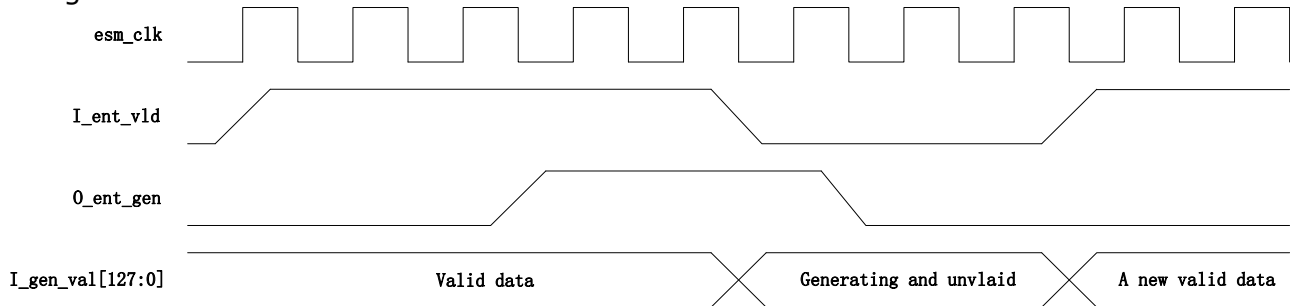 esm_clk
I_ent_vld
O_ent_gen
I_gen_val[127:0]
Valid data
Generating and unvlaid
A new valid data